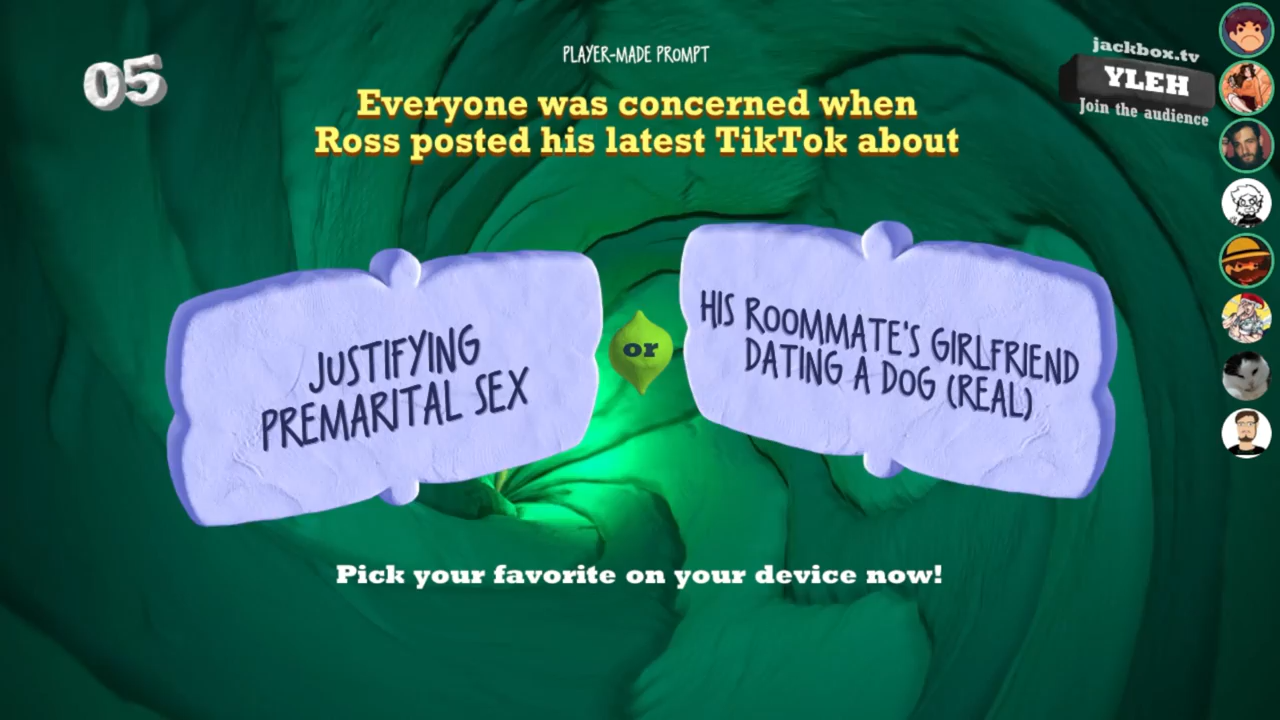 05
PLAYER-MADE PROMPT
Everyone was concerned when
Ross posted his latest TikTok about
jackbox.tv
YLEH
Join the audience
JUSTIFYING
PREMARITAL SEX
or
HIS ROOMMATE'S GIRLFRIEND
DATING A DOG (REAL)
Pick your favorite on your device now!